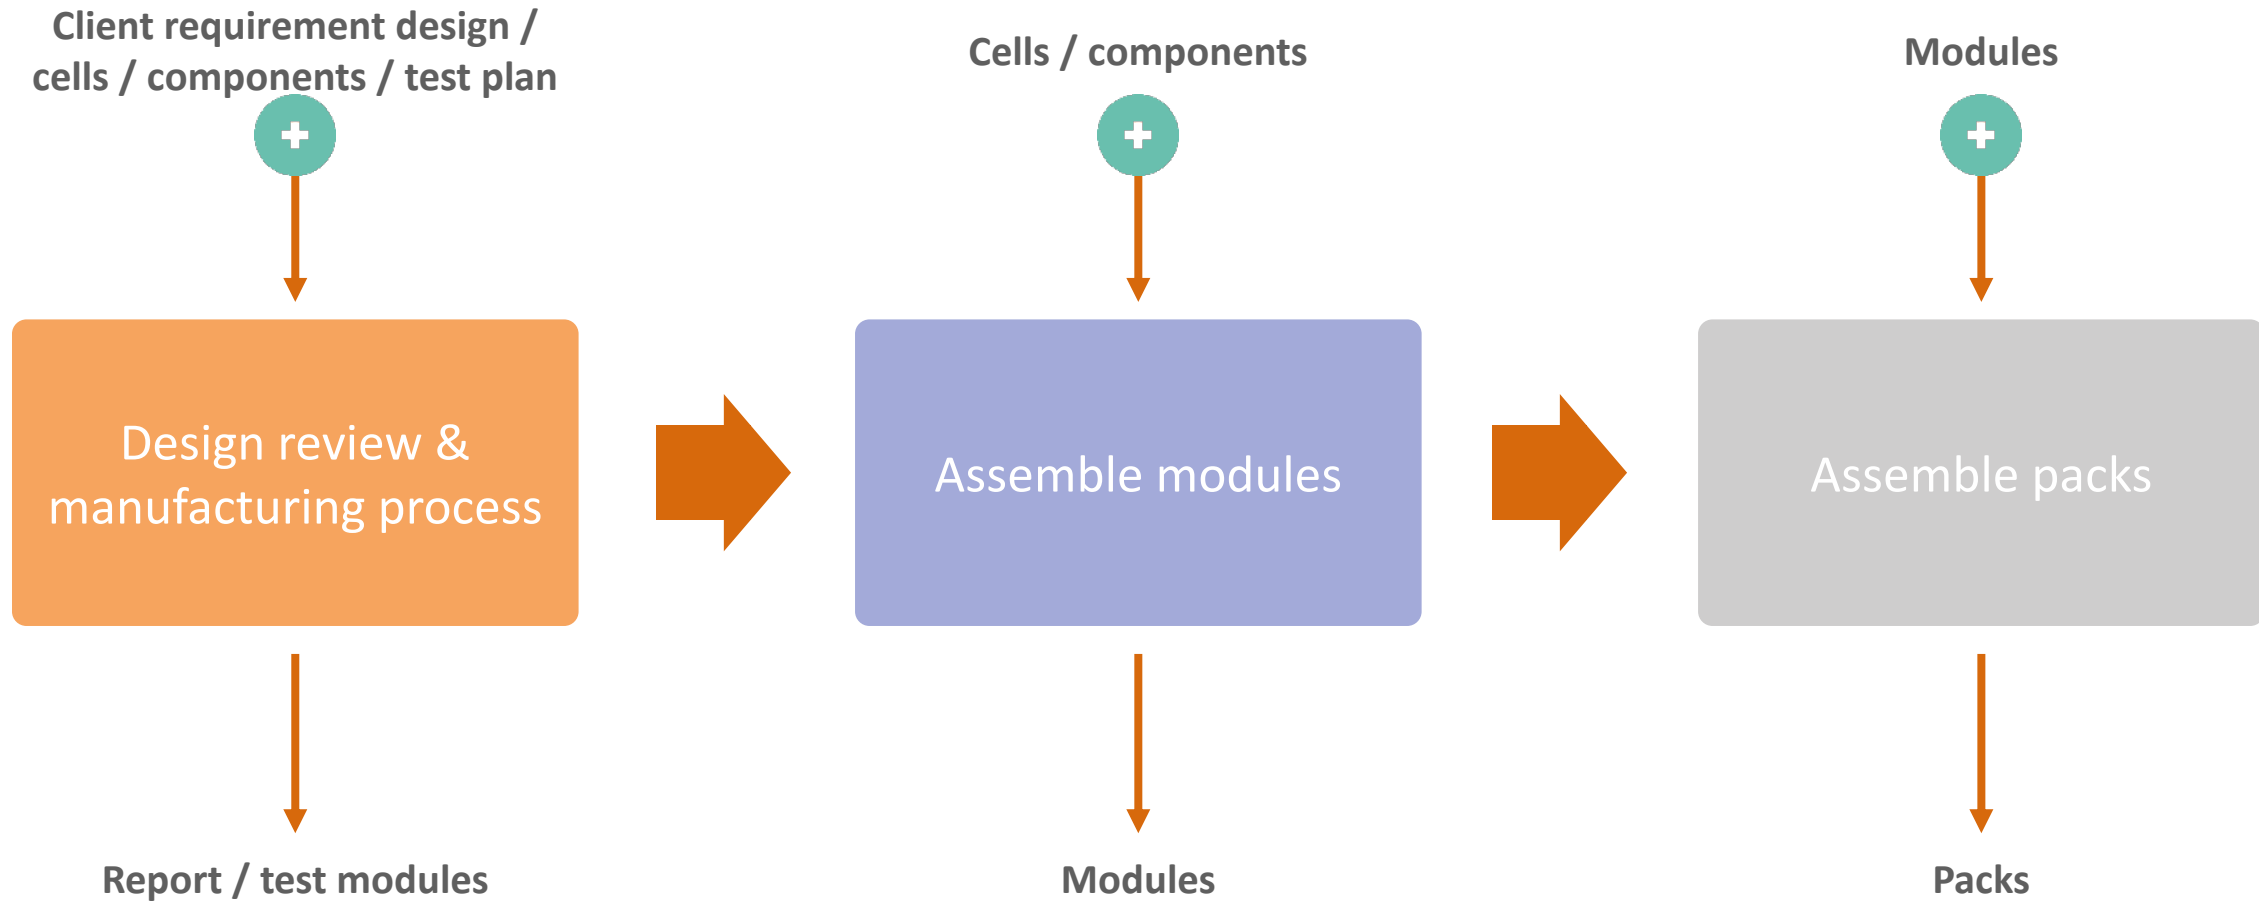 Client requirement design /
cells / components / test plan
Cells / components
Modules
Design review &
manufacturing process
Assemble modules
Assemble packs
Report / test modules
Modules
Packs